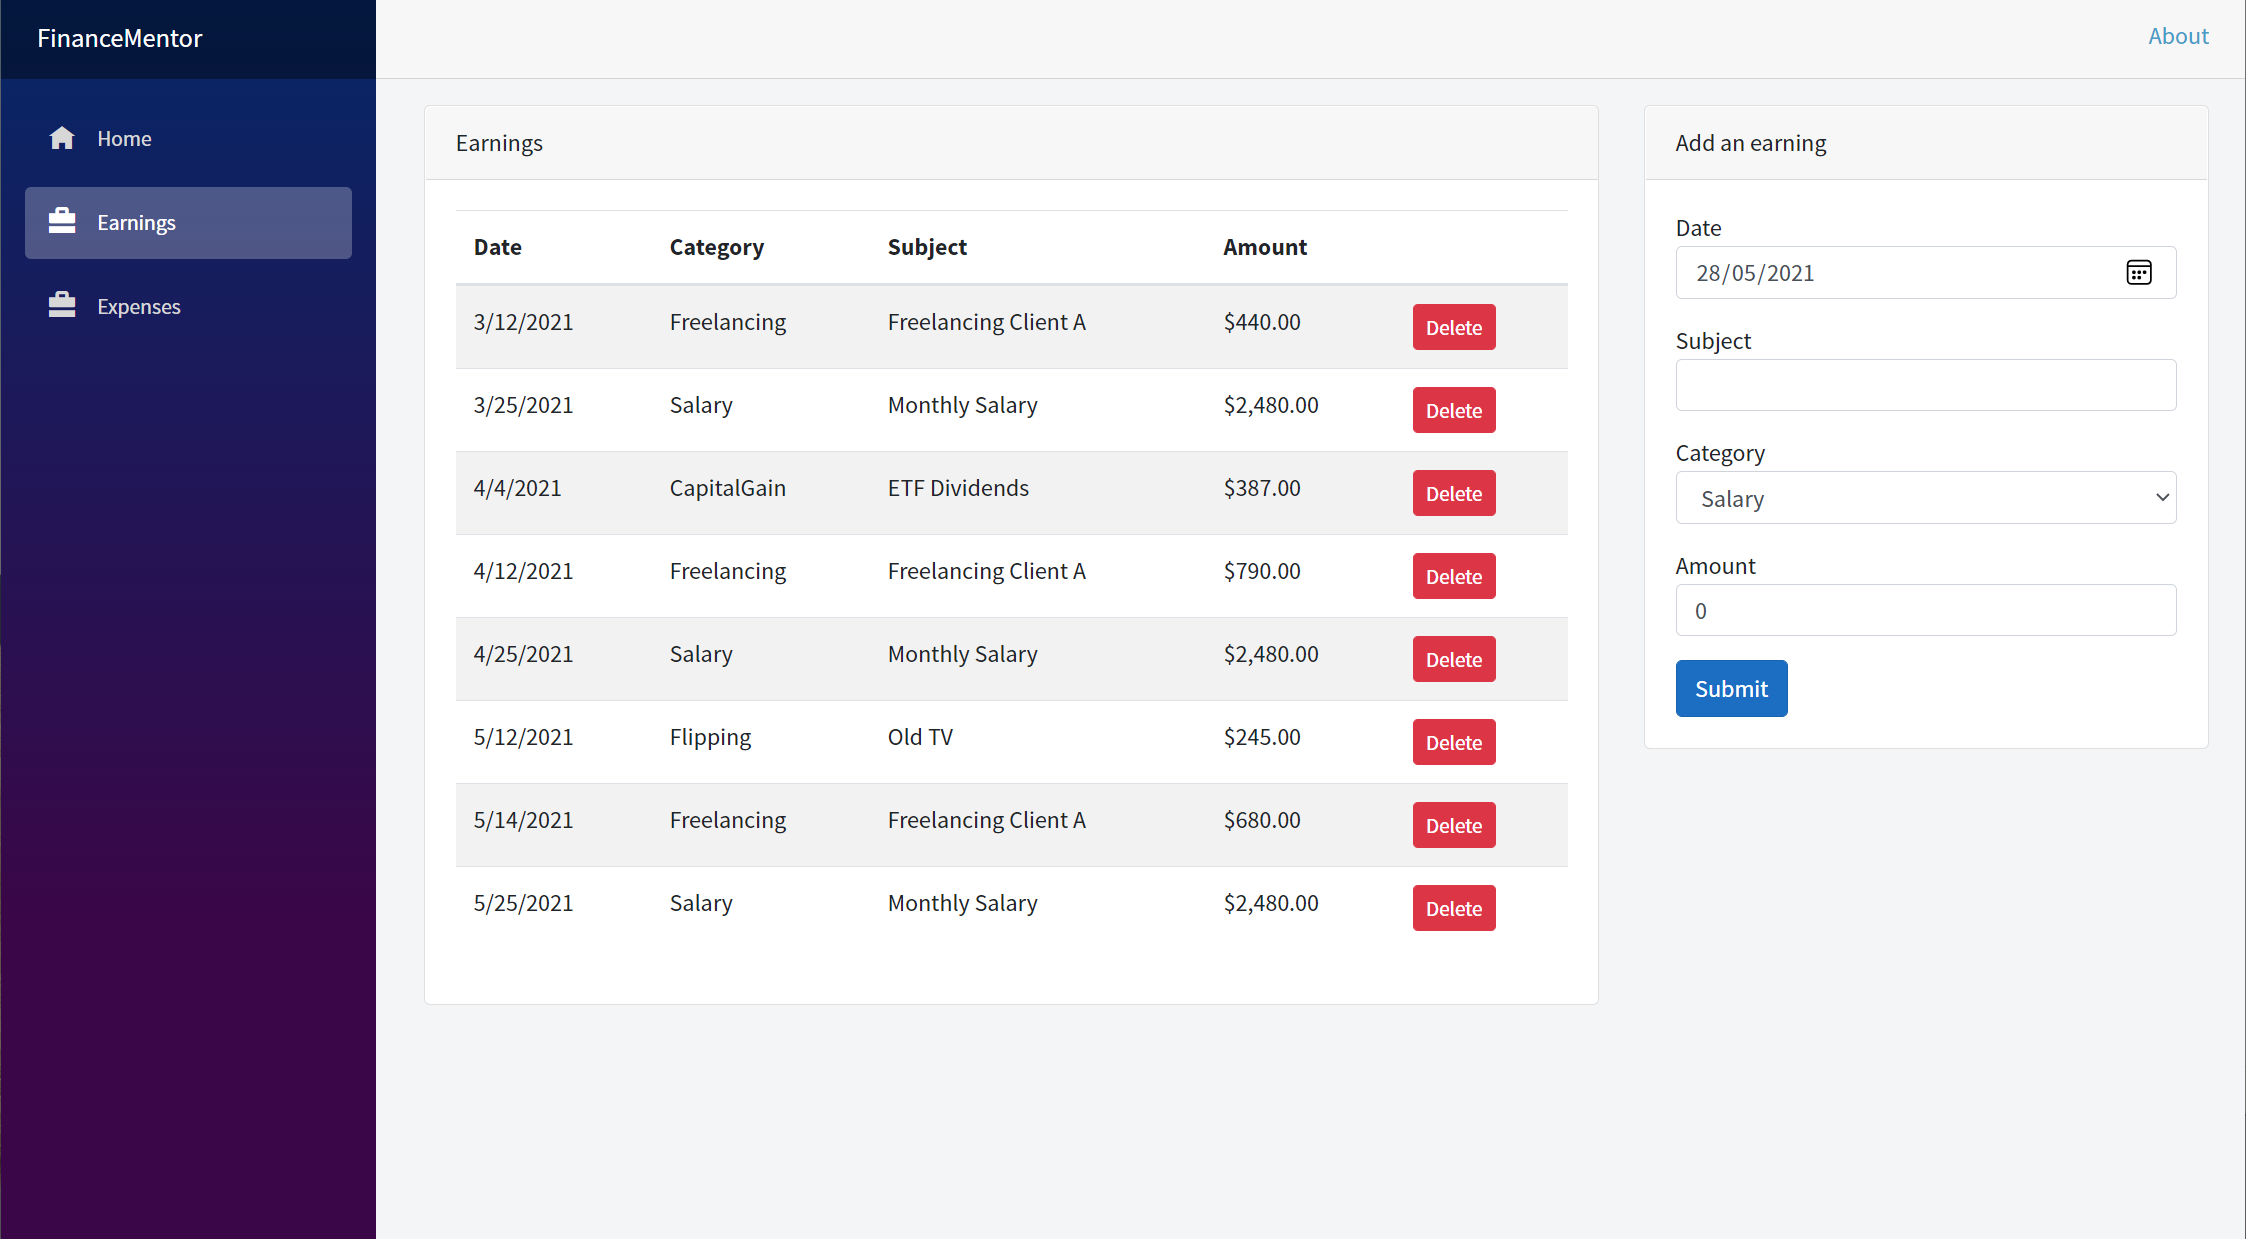 FinanceMentor
About
Home
Earnings
Expenses
Earnings
Date Category Subject Amount
3/12/2021 Freelancing Freelancing Client A $440.00 Delete
3/25/2021 Salary Monthly Salary $2,480.00 Delete
4/4/2021 CapitalGain ETF Dividends $387.00 Delete
4/12/2021 Freelancing Freelancing Client A $790.00 Delete
4/25/2021 Salary Monthly Salary $2,480.00 Delete
5/12/2021 Flipping Old TV $245.00 Delete
5/14/2021 Freelancing Freelancing Client A $680.00 Delete
5/25/2021 Salary Monthly Salary $2,480.00 Delete
Add an earning
Date
28/05/2021
Subject
Category
Salary
Amount
0
Submit